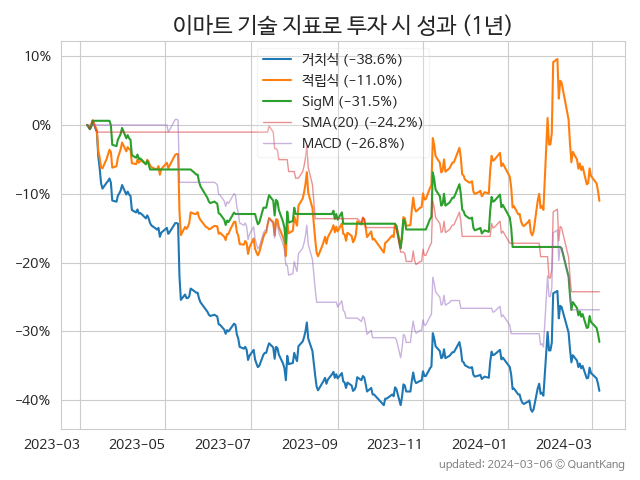 이마트 기술 지표로 투자 시 성과 (1년)
거치식 (−38.6%)
적립식 (−11.0%)
SigM (−31.5%)
SMA(20) (−24.2%)
MACD (−26.8%)
10%
0%
−10%
−20%
−30%
−40%
2023-03 2023-05 2023-07 2023-09 2023-11 2024-01 2024-03
updated: 2024-03-06 ⓒ QuantKang